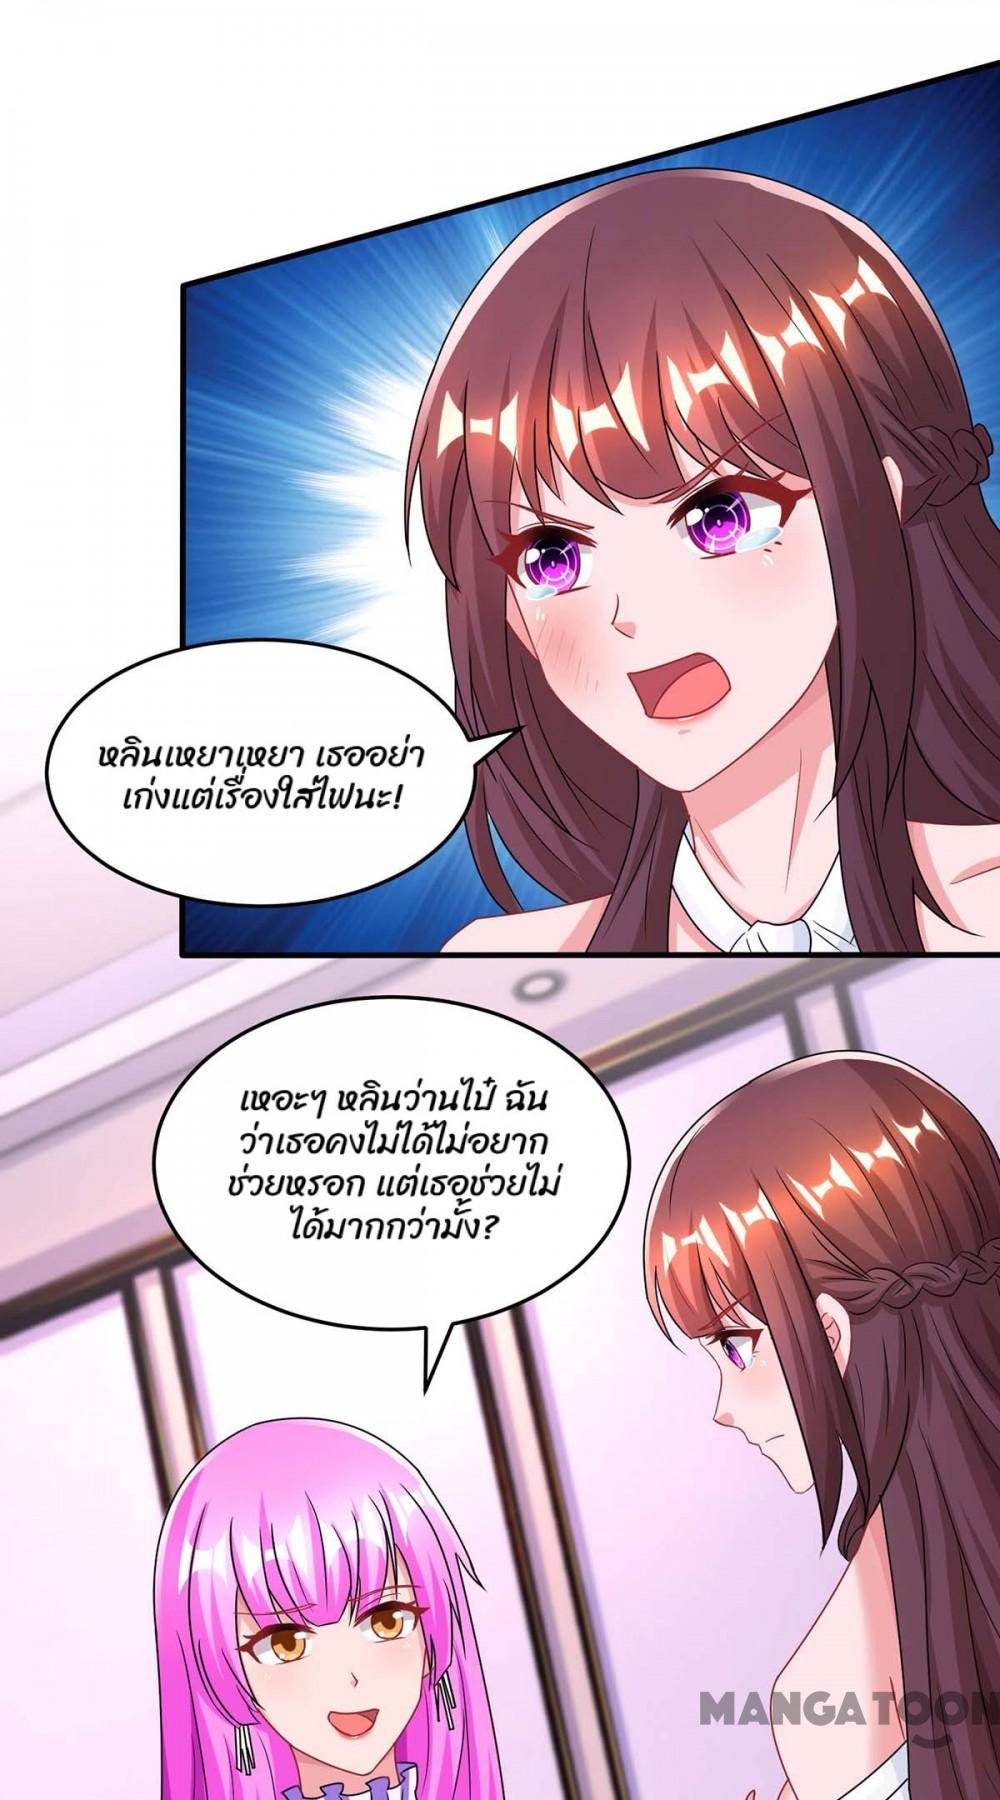 หลินเหยาเหยา เธออย่า
เก่งแต่เรื่องใส่ไฟนะ!
เหอะๆ หลินว่านไป๋ ฉัน
ว่าเธอคงไม่ได้ไม่อยาก
ช่วยหรอก แต่เธอช่วยไม่
ได้มากกว่ามั้ง?
MANGATOON